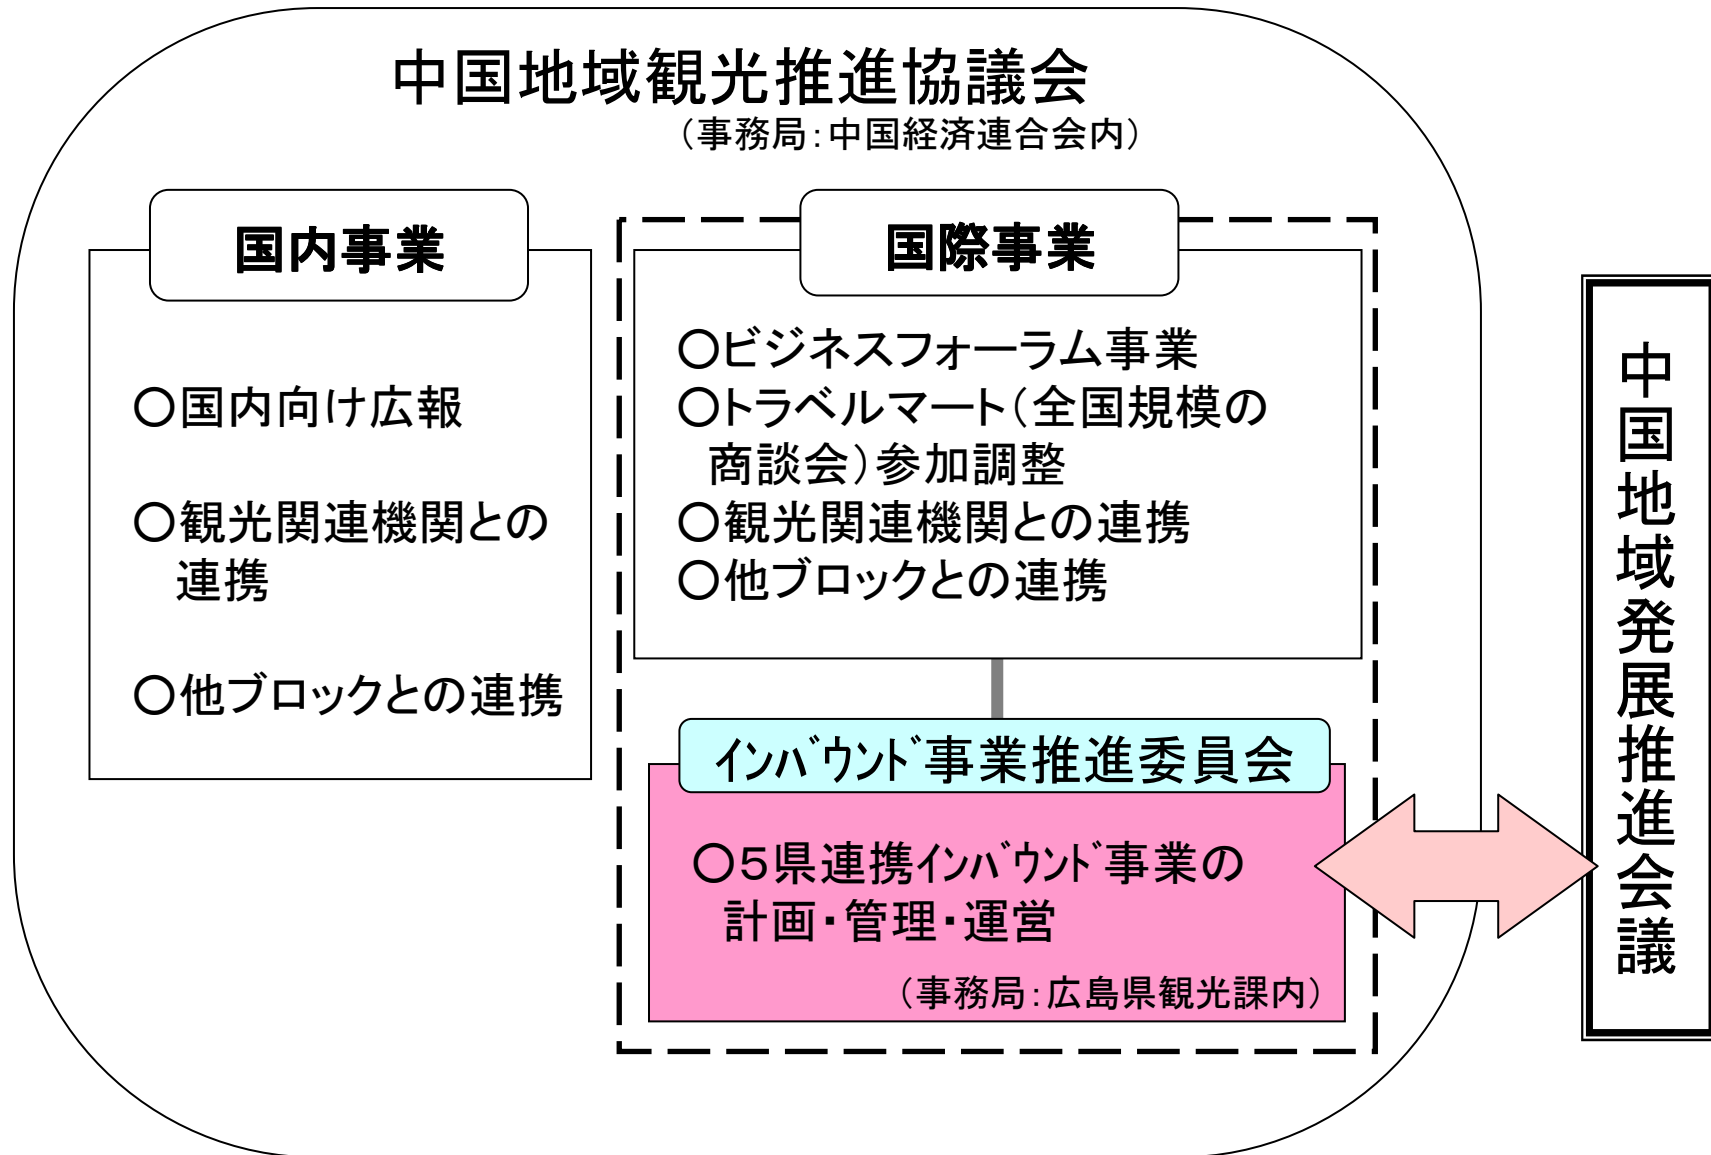 中国地域観光推進協議会
（事務局：中国経済連合会内）
国内事業
○国内向け広報
○観光関連機関との
連携
○他ブロックとの連携
国際事業
○ビジネスフォーラム事業
○トラベルマート（全国規模の
商談会）参加調整
○観光関連機関との連携
○他ブロックとの連携
ｲﾝﾊﾞｳﾝﾄﾞ事業推進委員会
○５県連携ｲﾝﾊﾞｳﾝﾄﾞ事業の
計画・管理・運営
（事務局：広島県観光課内）
中国地域発展推進会議